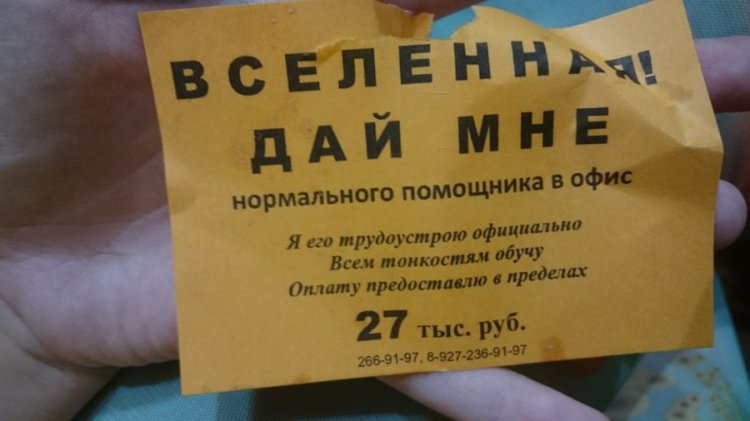 ВСЕЛЕННАЯ!
ДАЙ МНЕ
нормального помощника в офис
Я его трудоустрою официально
Всем тонкостям обучу
Оплату предоставлю в пределах
27 тыс. руб.
266-91-97, 8-927-236-91-97